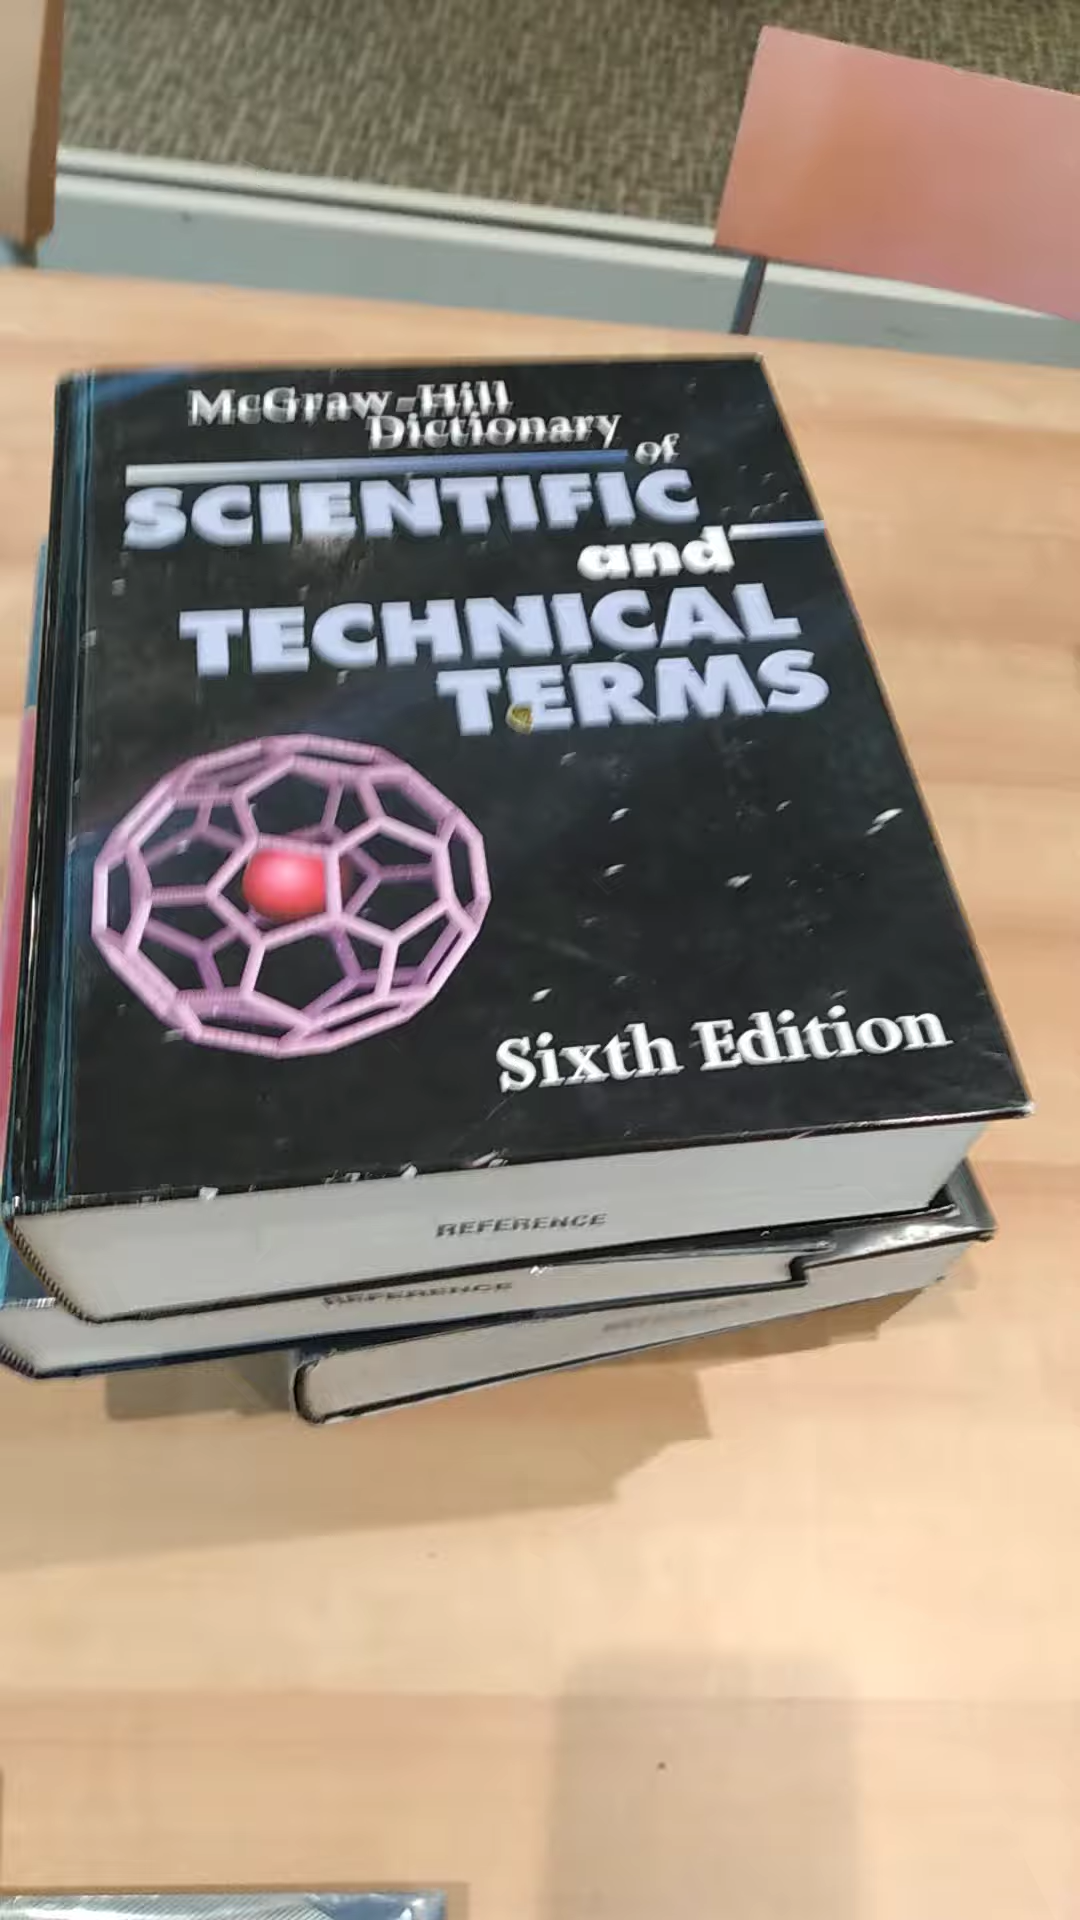 McGraw-Hill
Dictionary
of
SCIENTIFIC
and
TECHNICAL
TERMS
Sixth Edition
REFERENCE
REFERENCE